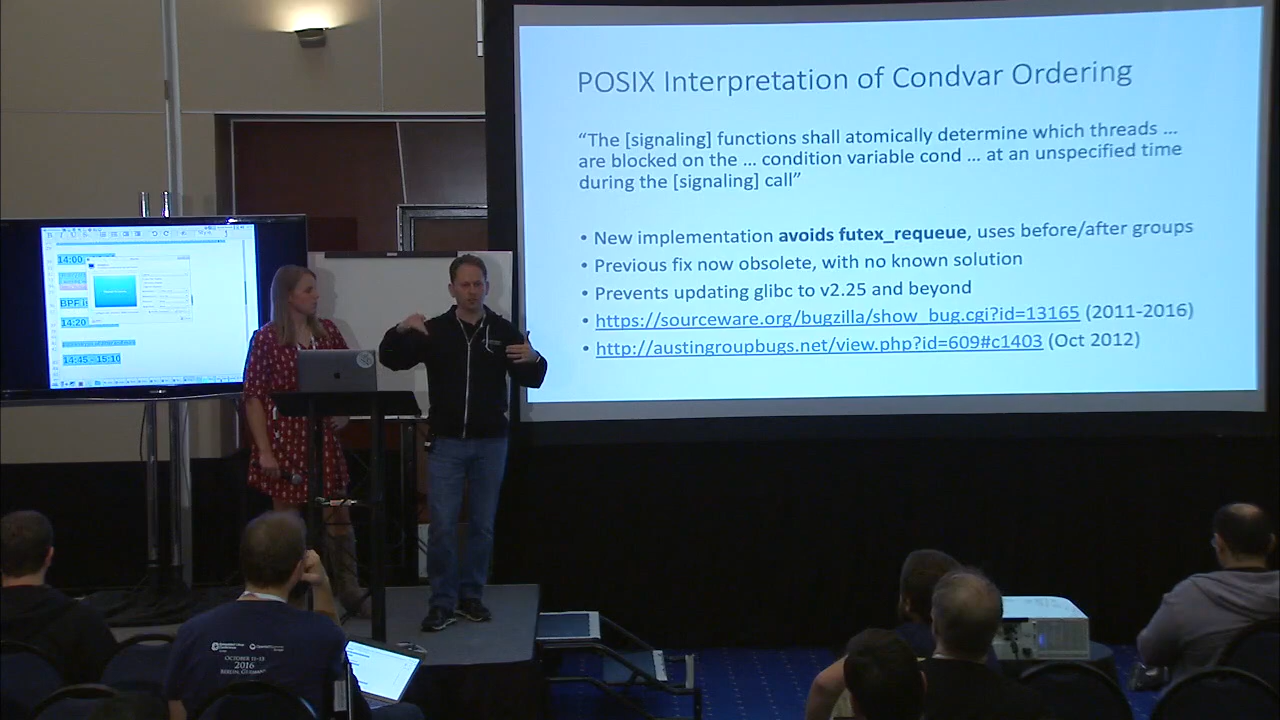 POSIX Interpretation of Condvar Ordering
“The [signaling] functions shall atomically determine which threads ...
are blocked on the ... condition variable cond ... at an unspecified time
during the [signaling] call”
• New implementation avoids futex_requeue, uses before/after groups
• Previous fix now obsolete, with no known solution
• Prevents updating glibc to v2.25 and beyond
• https://sourceware.org/bugzilla/show_bug.cgi?id=13165 (2011-2016)
• http://austingroupbugs.net/view.php?id=609#c1403 (Oct 2012)
14:00
BPF
14:20
14:45 - 15:10
OCTOBER 11-13
2016
BERLIN, GERMANY